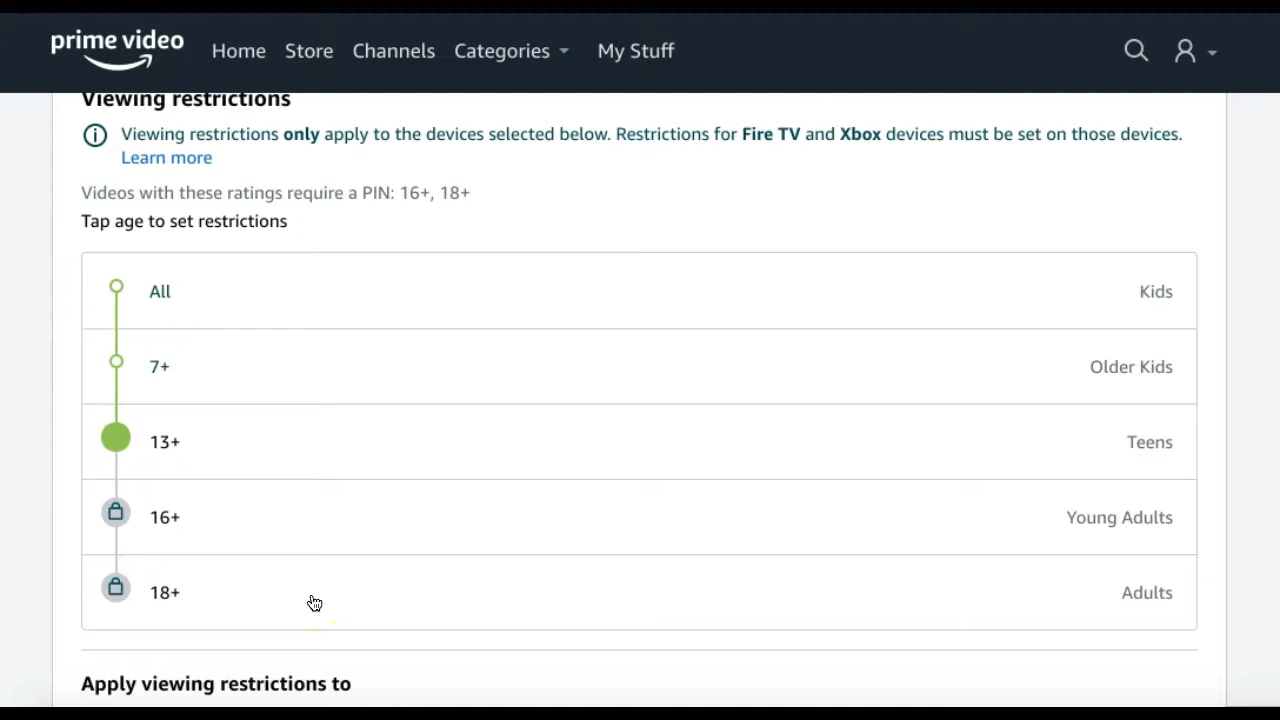 prime video
Home Store Channels Categories My Stuff
Viewing restrictions
Viewing restrictions only apply to the devices selected below. Restrictions for Fire TV and Xbox devices must be set on those devices.
Learn more
Videos with these ratings require a PIN: 16+, 18+
Tap age to set restrictions
All Kids
7+ Older Kids
13+ Teens
16+ Young Adults
18+ Adults
Apply viewing restrictions to